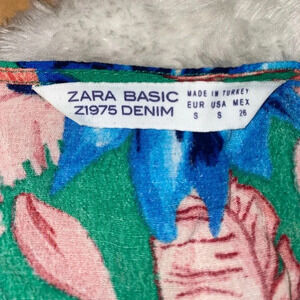 ZARA BASIC
Z1975 DENIM
MADE IN TURKEY
EUR USA MEX
S S 26